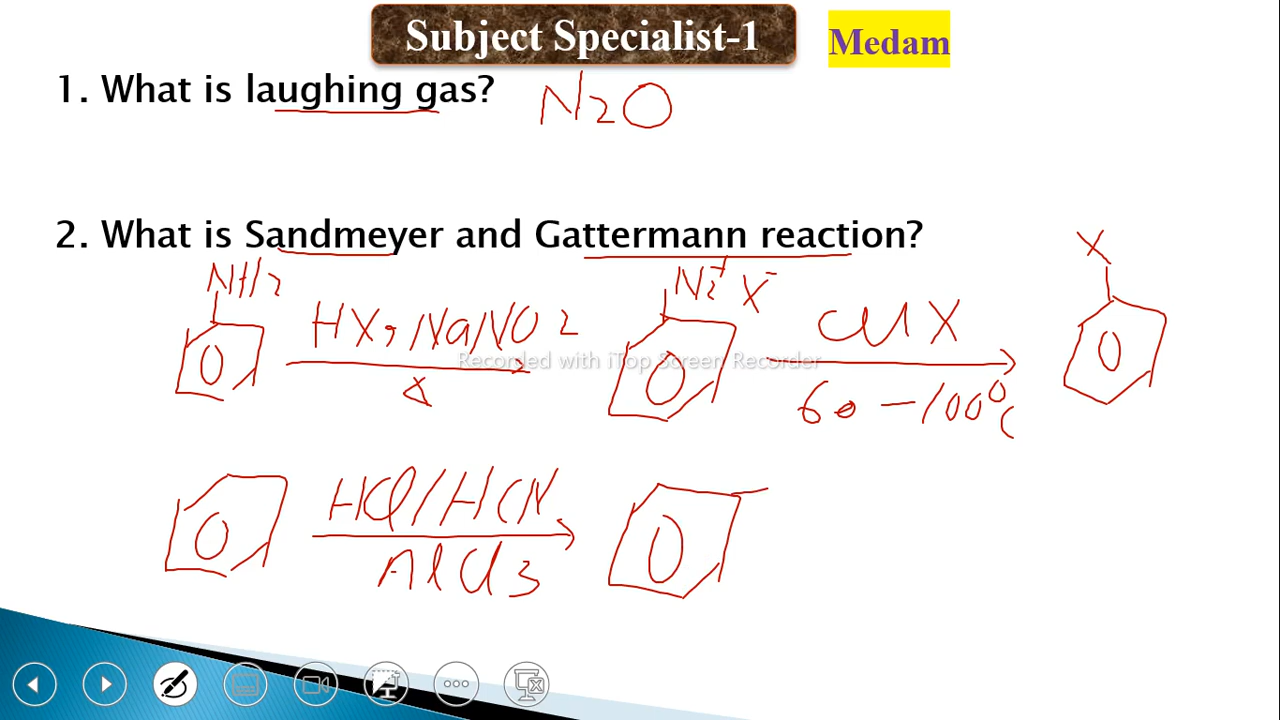 Subject Specialist-1
Medam
1. What is laughing gas? N2O
2. What is Sandmeyer and Gattermann reaction?
NH2
HX, NaNO2
N2+ X-
CuX
60-100°C
X
Recorded with iTop Screen Recorder
HCl/HCN
AlCl3